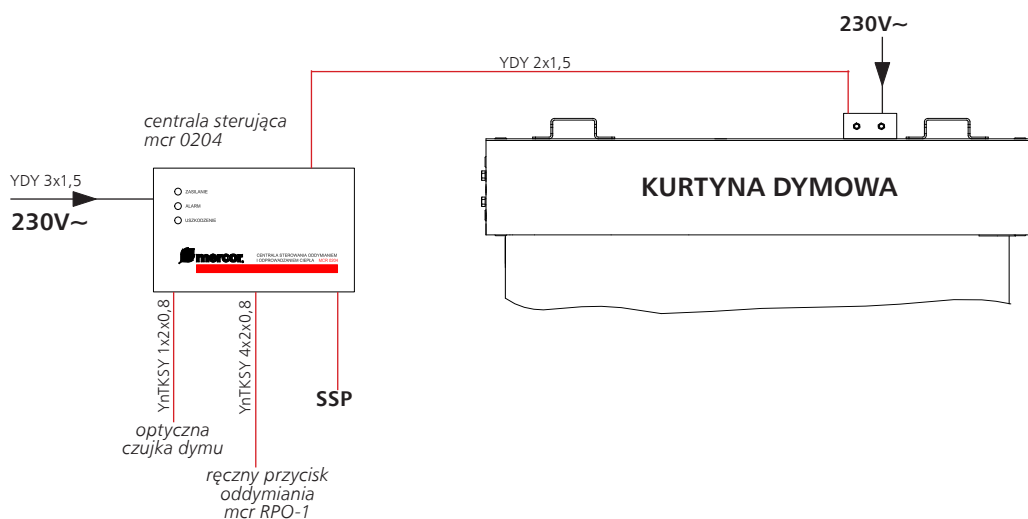 230V~
YDY 2x1,5
centrala sterująca
mcr 0204
YDY 3x1,5
230V~
KURTYNA DYMOWA
ZASILANIE
ALARM
USZKODZENIE
mercor
CENTRALA STEROWANIA ODDYMIANIEM
I ODPROWADZANIEM CIEPŁA MCR 0204
YnTKSY 1x2x0,8
YnTKSY 4x2x0,8
SSP
optyczna
czujka dymu
ręczny przycisk
oddymiania
mcr RPO-1